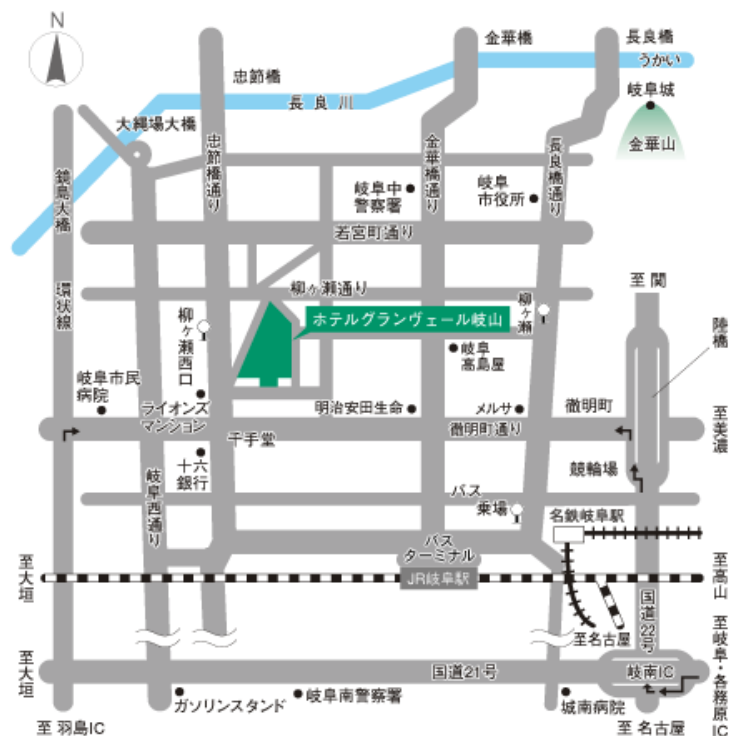 N
金華橋
長良橋
うかい
忠節橋
長良川
岐阜城
金華山
大縄場大橋
忠節橋通り
金華橋通り
長良橋通り
鏡島大橋
岐阜中
警察署
岐阜
市役所
若宮町通り
環状線
柳ヶ瀬通り
至 関
柳ヶ瀬西口
ホテルグランヴェール岐山
柳ヶ瀬
陸橋
岐阜
高島屋
岐阜市民
病院
ライオンズ
マンション
明治安田生命
メルサ
徹明町
至美濃
千手堂
徹明町通り
十六
銀行
岐阜西通り
競輪場
バス
乗場
名鉄岐阜駅
バス
ターミナル
至大垣
JR岐阜駅
至高山
国道22号
至名古屋
至岐阜・各務原IC
至大垣
国道21号
岐南IC
ガソリンスタンド
岐阜南警察署
城南病院
至 羽島IC
至 名古屋